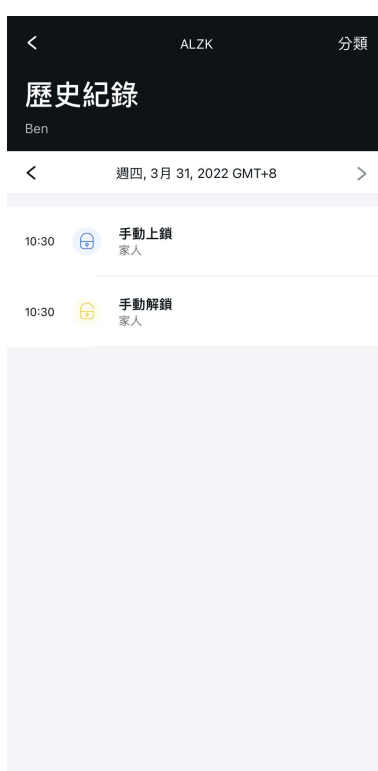 ALZK 分類
歷史紀錄
Ben
週四, 3月 31, 2022 GMT+8
10:30 手動上鎖
家人
10:30 手動解鎖
家人